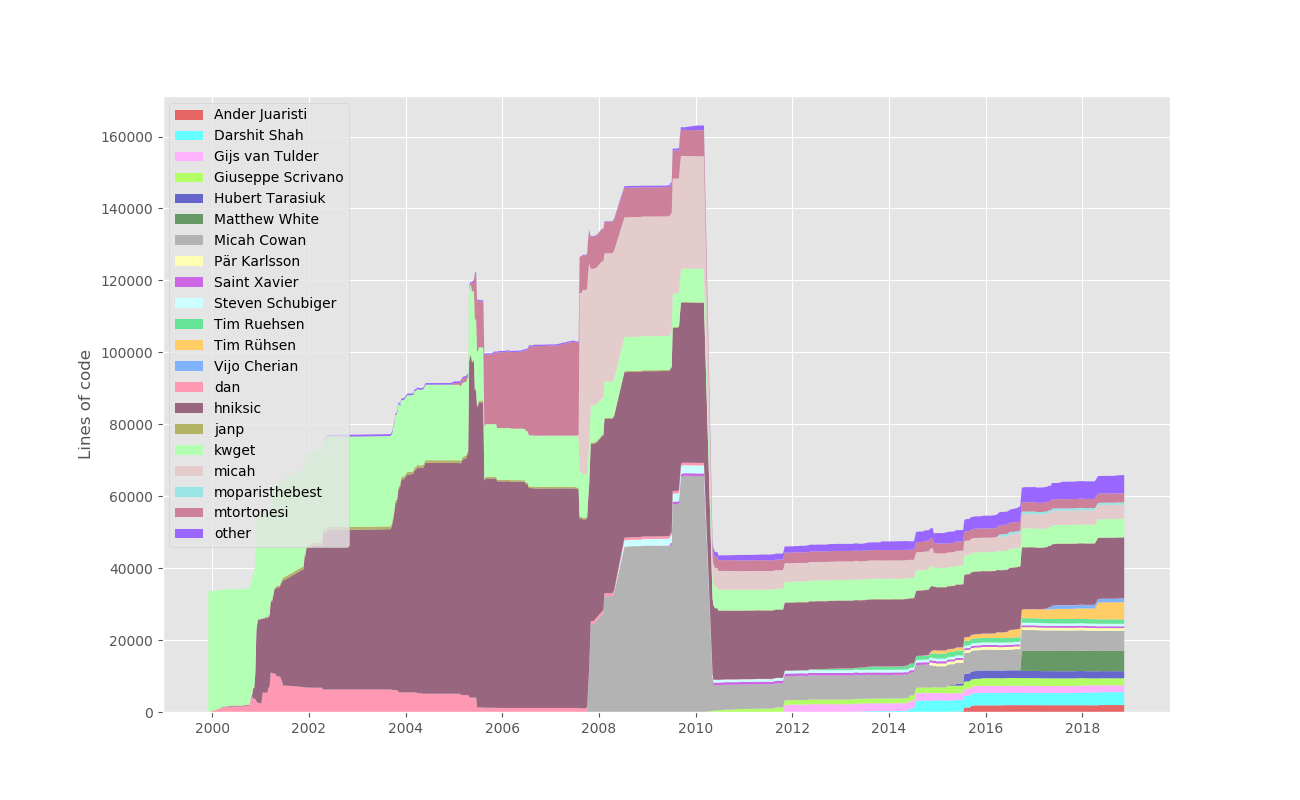 Lines of code
160000
140000
120000
100000
80000
60000
40000
20000
0
Ander Juaristi
Darshit Shah
Gijs van Tulder
Giuseppe Scrivano
Hubert Tarasiuk
Matthew White
Micah Cowan
Pär Karlsson
Saint Xavier
Steven Schubiger
Tim Ruehsen
Tim Rühsen
Vijo Cherian
dan
hniksic
janp
kwget
micah
moparisthebest
mtortonesi
other
2000 2002 2004 2006 2008 2010 2012 2014 2016 2018